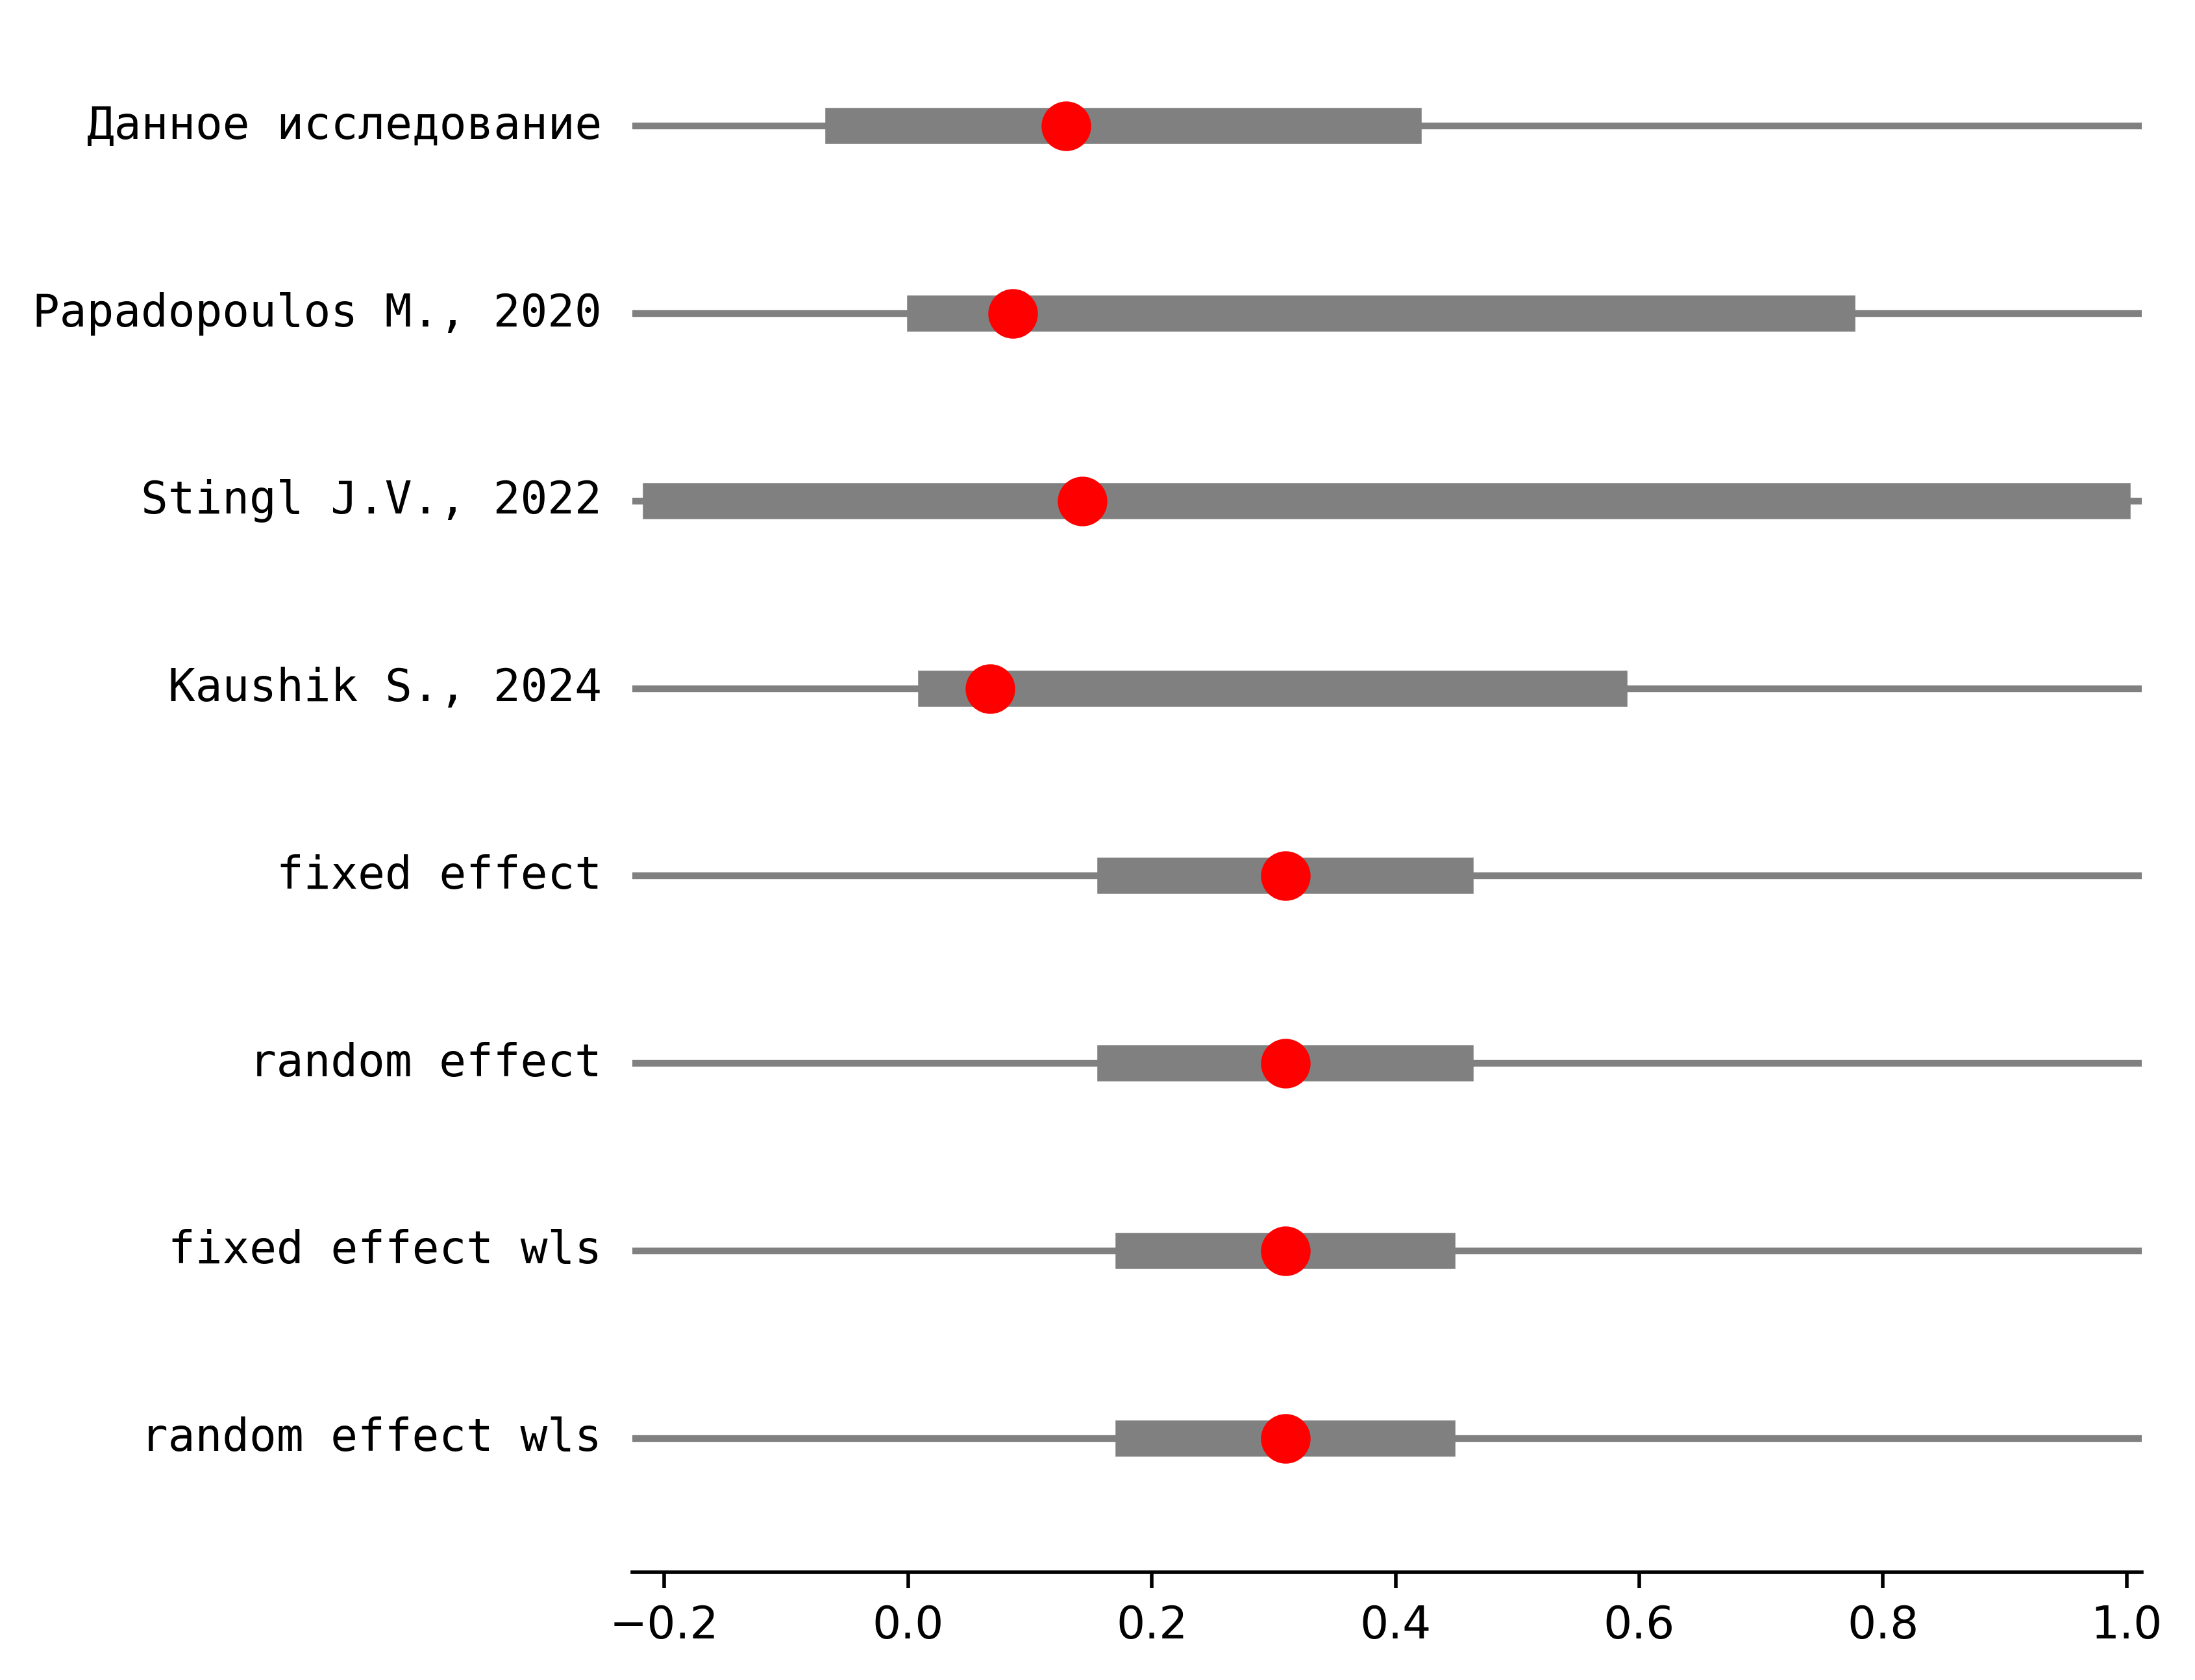 Данное исследование
Papadopoulos M., 2020
Stingl J.V., 2022
Kaushik S., 2024
fixed effect
random effect
fixed effect wls
random effect wls
−0.2 0.0 0.2 0.4 0.6 0.8 1.0